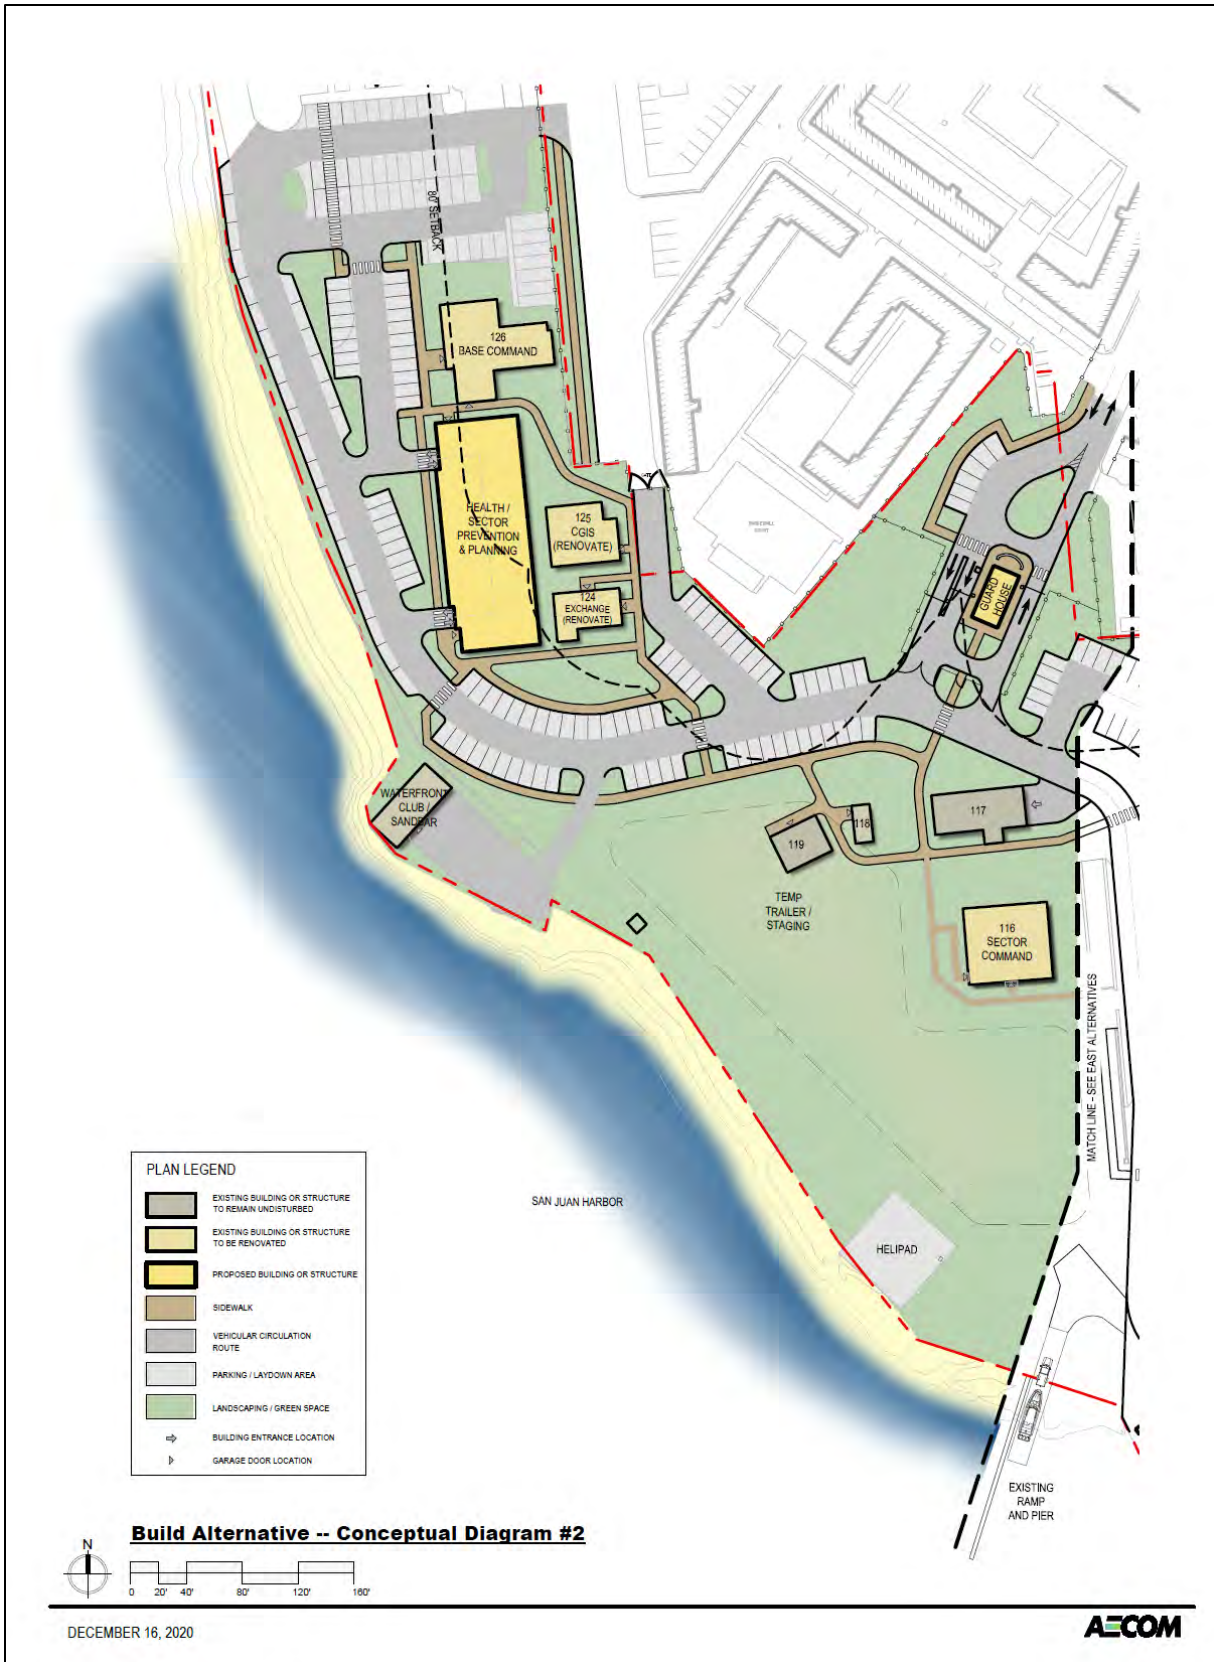 80' SETBACK
126
BASE COMMAND
HEALTH /
SECTOR
PREVENTION
& PLANNING
125
CGIS
(RENOVATE)
124
EXCHANGE
(RENOVATE)
GUARD
HOUSE
WATERFRONT
CLUB /
SANDBAR
117
118
119
TEMP
TRAILER /
STAGING
116
SECTOR
COMMAND
MATCH LINE - SEE EAST ALTERNATIVES
SAN JUAN HARBOR
HELIPAD
EXISTING
RAMP
AND PIER
PLAN LEGEND
EXISTING BUILDING OR STRUCTURE
TO REMAIN UNDISTURBED
EXISTING BUILDING OR STRUCTURE
TO BE RENOVATED
PROPOSED BUILDING OR STRUCTURE
SIDEWALK
VEHICULAR CIRCULATION
ROUTE
PARKING / LAYDOWN AREA
LANDSCAPING / GREEN SPACE
BUILDING ENTRANCE LOCATION
GARAGE DOOR LOCATION
Build Alternative -- Conceptual Diagram #2
N
0 20' 40' 80' 120' 160'
DECEMBER 16, 2020
AECOM